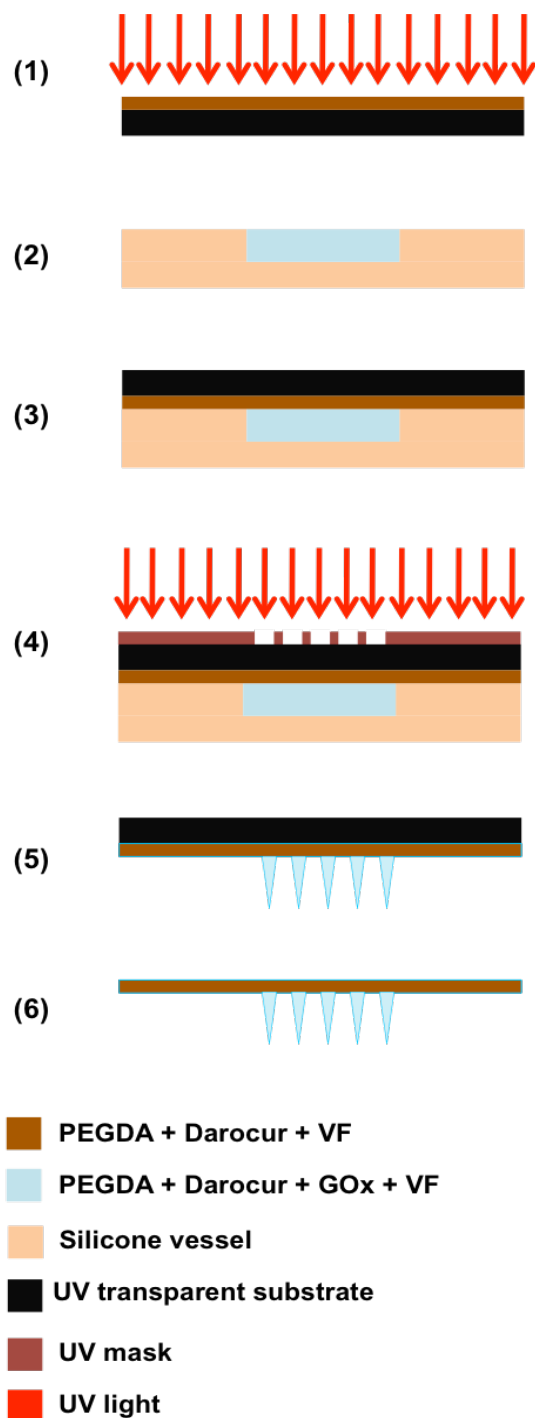 (1)
(2)
(3)
(4)
(5)
(6)
PEGDA + Darocur + VF
PEGDA + Darocur + GOx + VF
Silicone vessel
UV transparent substrate
UV mask
UV light